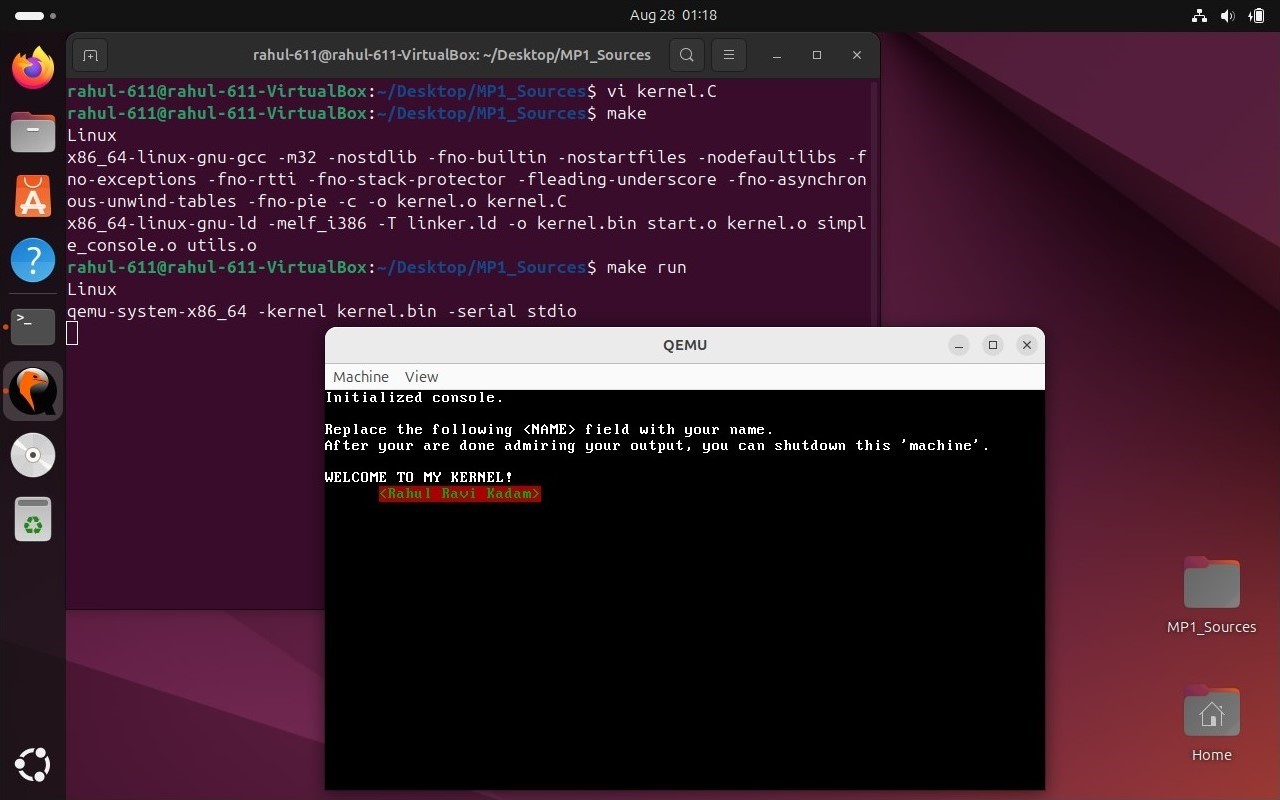 Aug 28 01:18
rahul-611@rahul-611-VirtualBox: ~/Desktop/MP1_Sources
rahul-611@rahul-611-VirtualBox:~/Desktop/MP1_Sources$ vi kernel.C
rahul-611@rahul-611-VirtualBox:~/Desktop/MP1_Sources$ make
Linux
x86_64-linux-gnu-gcc -m32 -nostdlib -fno-builtin -nostartfiles -nodefaultlibs -f
no-exceptions -fno-rtti -fno-stack-protector -fleading-underscore -fno-asynchron
ous-unwind-tables -fno-pie -c -o kernel.o kernel.C
x86_64-linux-gnu-ld -melf_i386 -T linker.ld -o kernel.bin start.o kernel.o simpl
e_console.o utils.o
rahul-611@rahul-611-VirtualBox:~/Desktop/MP1_Sources$ make run
Linux
qemu-system-x86_64 -kernel kernel.bin -serial stdio
QEMU
Machine View
Initialized console.
Replace the following <NAME> field with your name.
After your are done admiring your output, you can shutdown this 'machine'.
WELCOME TO MY KERNEL!
<Rahul Ravi Kadam>
MP1_Sources
Home